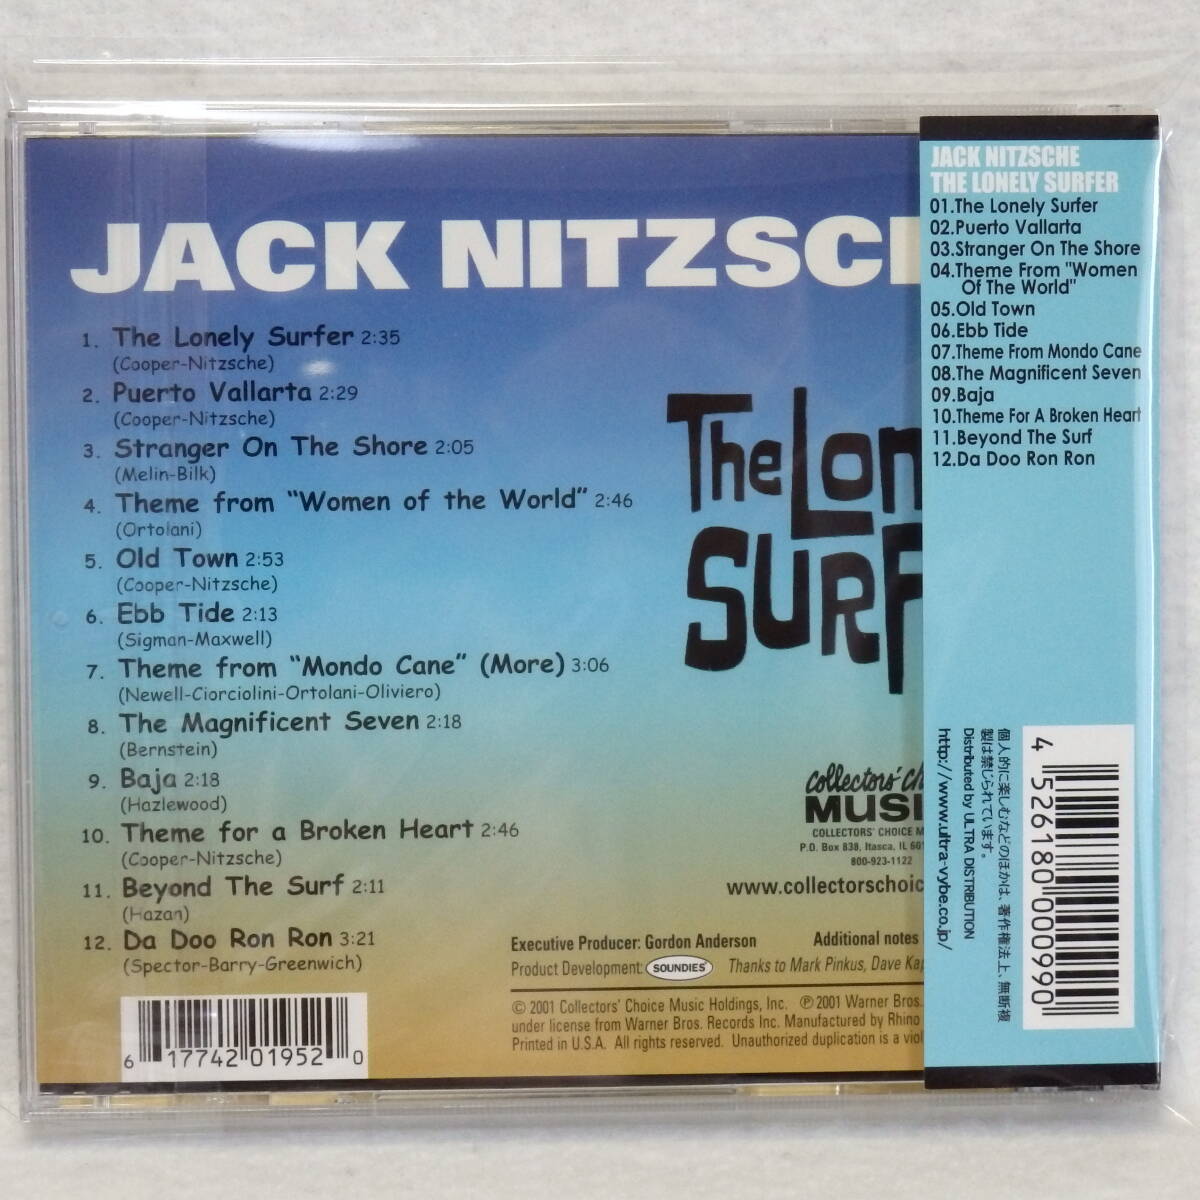 JACK NITZSCH
1. The Lonely Surfer 2:35
(Cooper-Nitzsche)
2. Puerto Vallarta 2:29
(Cooper-Nitzsche)
3. Stranger On The Shore 2:05
(Melin-Bilk)
4. Theme from “Women of the World” 2:46
(Ortolani)
5. Old Town 2:53
(Cooper-Nitzsche)
6. Ebb Tide 2:13
(Sigman-Maxwell)
7. Theme from “Mondo Cane” (More) 3:06
(Newell-Ciorciolini-Ortolani-Oliviero)
8. The Magnificent Seven 2:18
(Bernstein)
9. Baja 2:18
(Hazlewood)
10. Theme for a Broken Heart 2:46
(Cooper-Nitzsche)
11. Beyond The Surf 2:11
(Hazan)
12. Da Doo Ron Ron 3:21
(Spector-Barry-Greenwich)
The Lon
SURF
collectors' ch
MUSI
COLLECTORS' CHOICE M
P.O. Box 838, Itasca, IL 601
800-923-1122
www.collectorschoic
Executive Producer: Gordon Anderson Additional notes
Product Development: SOUNDIES Thanks to Mark Pinkus, Dave Kap
© 2001 Collectors' Choice Music Holdings, Inc. ℗ 2001 Warner Bros.
under license from Warner Bros. Records Inc. Manufactured by Rhino
Printed in U.S.A. All rights reserved. Unauthorized duplication is a viol
6 17742 01952 0
JACK NITZSCHE
THE LONELY SURFER
01.The Lonely Surfer
02.Puerto Vallarta
03.Stranger On The Shore
04.Theme From "Women
Of The World"
05.Old Town
06.Ebb Tide
07.Theme From Mondo Cane
08.The Magnificent Seven
09.Baja
10.Theme For A Broken Heart
11.Beyond The Surf
12.Da Doo Ron Ron
4 526180 000990
個人的に楽しむなどのほかは、著作権法上、無断複
製は禁じられています。
Distributed by ULTRA DISTRIBUTION
http://www.ultra-vybe.co.jp/